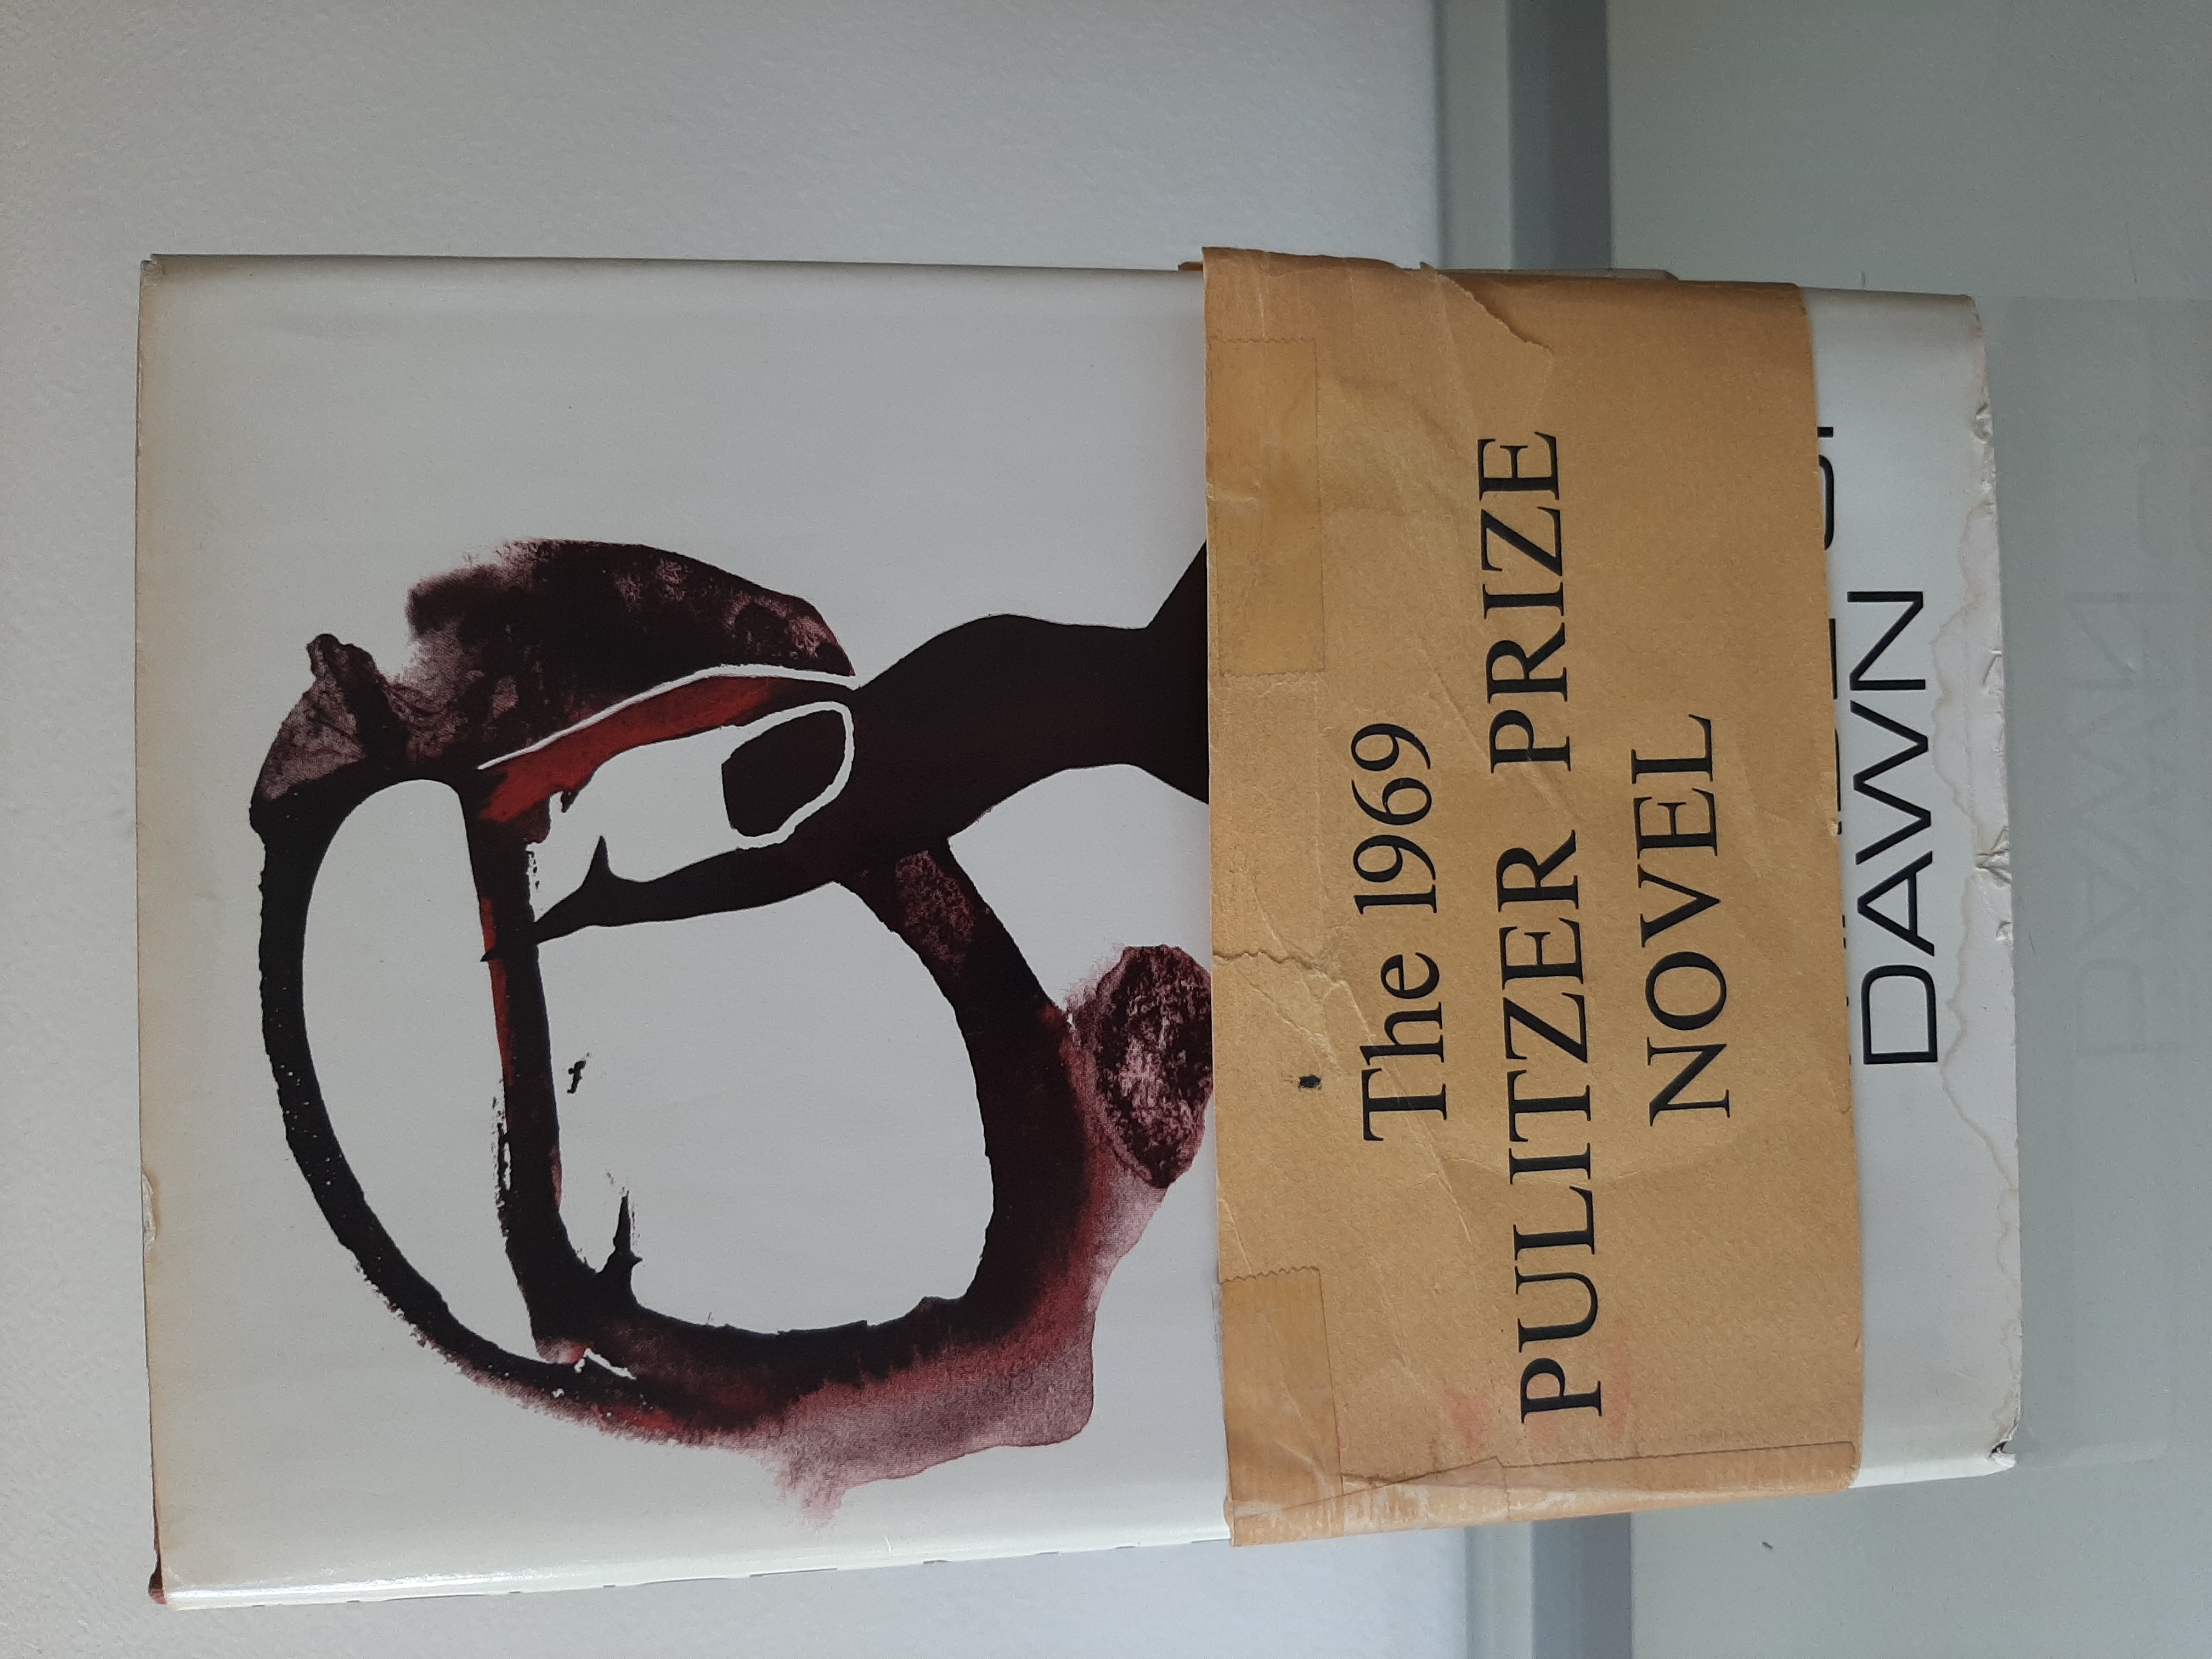 The 1969
PULITZER PRIZE
NOVEL
DAWN